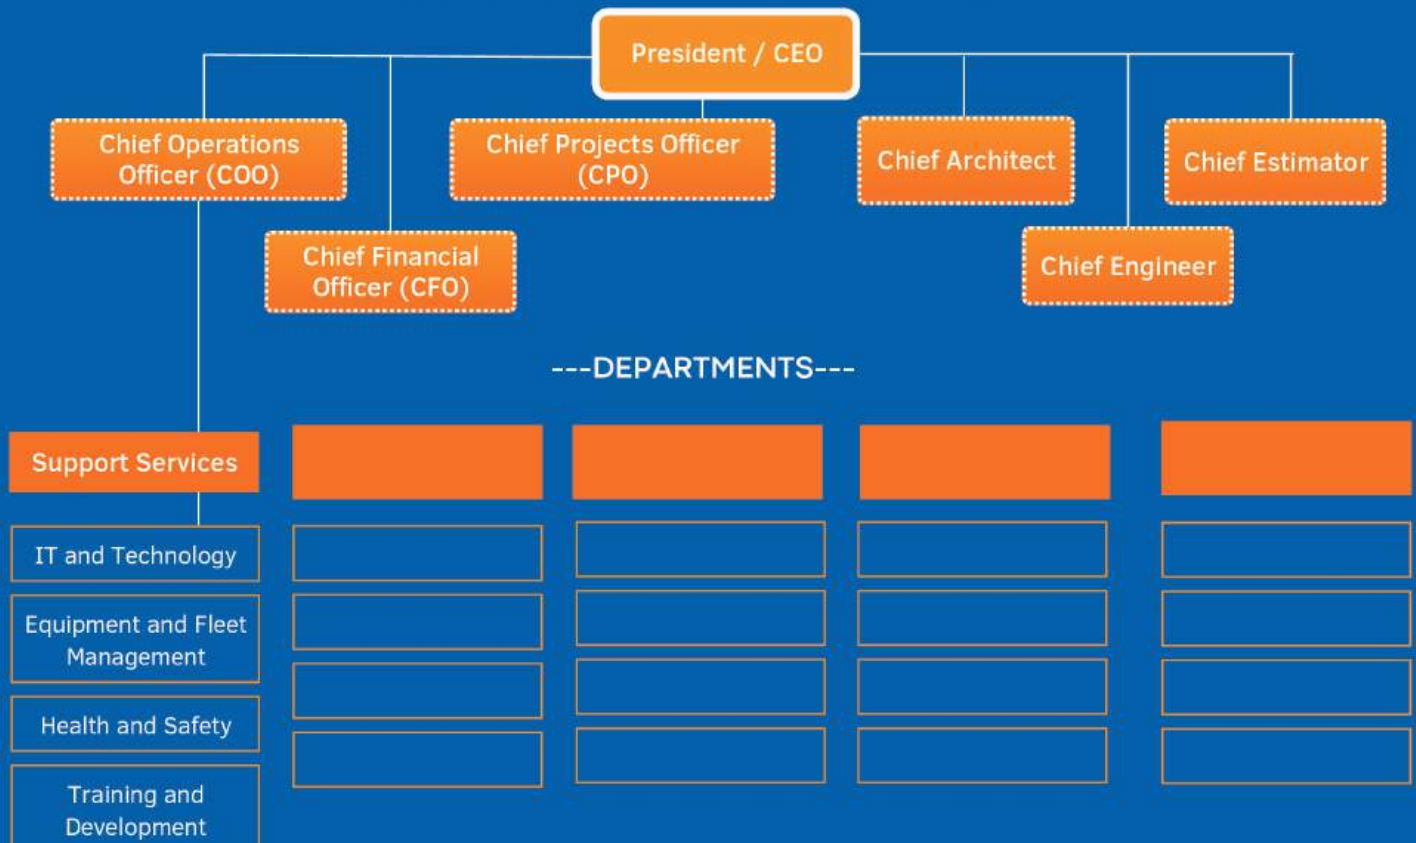 President / CEO
Chief Operations
Officer (COO)
Chief Projects Officer
(CPO)
Chief Architect
Chief Estimator
Chief Financial
Officer (CFO)
Chief Engineer
---DEPARTMENTS---
Support Services
IT and Technology
Equipment and Fleet
Management
Health and Safety
Training and
Development